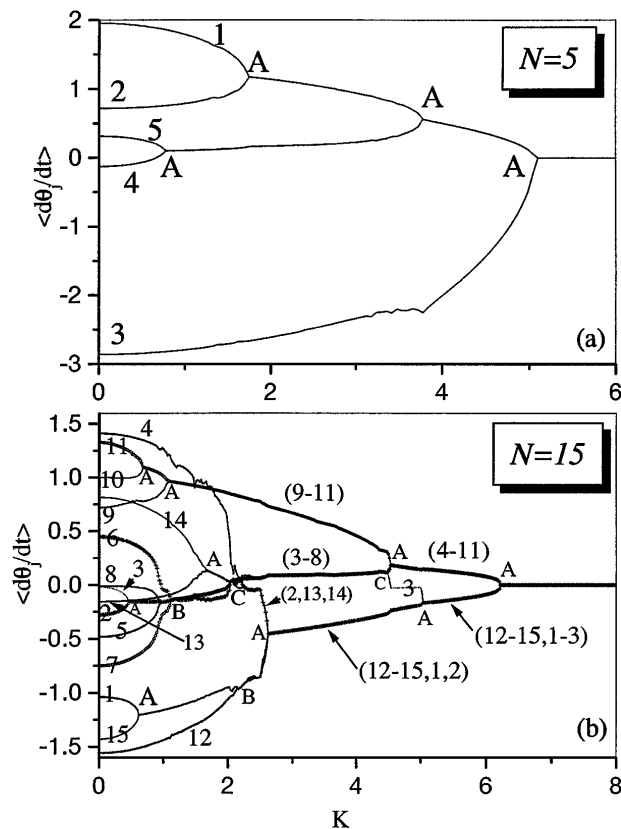 2
1
0
-1
-2
-3
<dθj/dt>
1
A
2
5
A
4
A
A
3
N=5
(a)
0
2
4
6
K
1.5
1.0
0.5
0.0
-0.5
-1.0
-1.5
<dθj/dt>
4
11
A
10
A
9
14
6
A
8
3
2
A
B
5
13
7
1
A
15
12
B
C
(9-11)
(3-8)
(2,13,14)
A
C
3
A
(4-11)
A
A
(12-15,1,2)
(12-15,1-3)
N=15
(b)
0
2
4
6
8
K